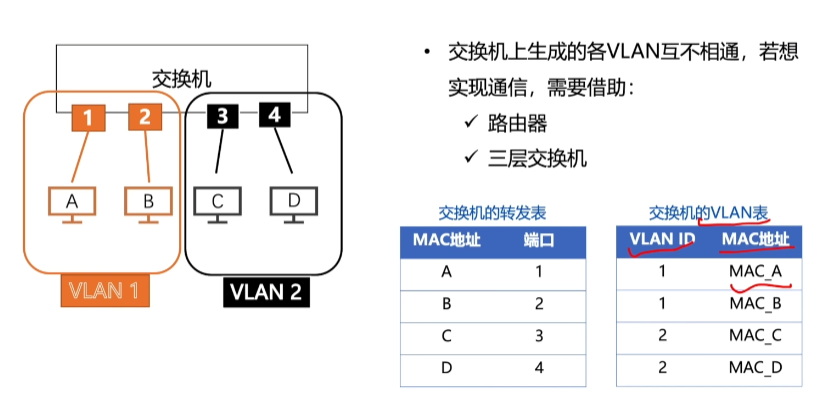 交换机
1 2 3 4
A B C D
VLAN 1 VLAN 2
• 交换机上生成的各VLAN互不相通，若想
实现通信，需要借助：
✓ 路由器
✓ 三层交换机
交换机的转发表
MAC地址 端口
A 1
B 2
C 3
D 4
交换机的VLAN表
VLAN ID MAC地址
1 MAC_A
1 MAC_B
2 MAC_C
2 MAC_D